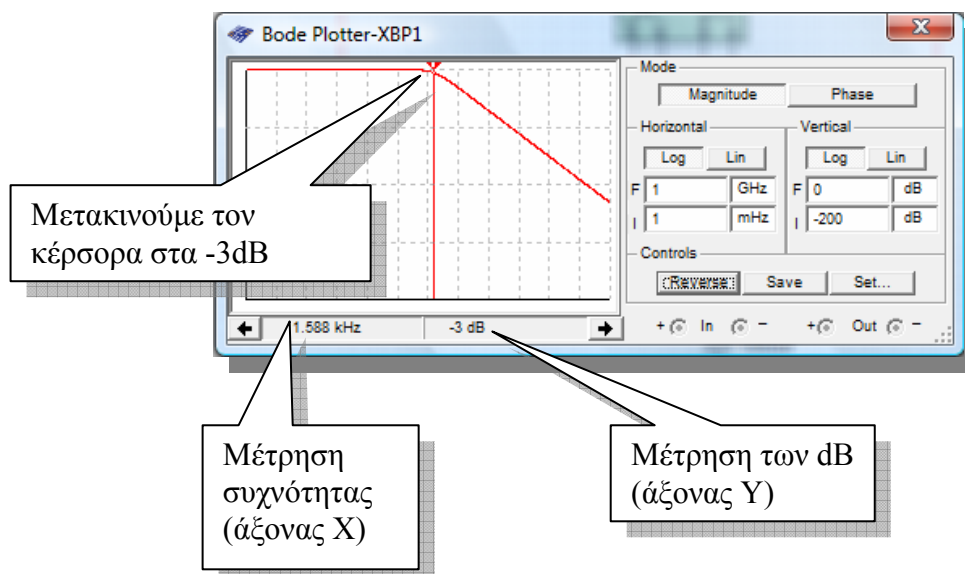 Bode Plotter-XBP1
Mode
Magnitude Phase
Horizontal Vertical
Log Lin Log Lin
F 1 GHz F 0 dB
I 1 mHz I -200 dB
Controls
Reverse Save Set...
1.588 kHz -3 dB
+ In - + Out -
Μετακινούμε τον
κέρσορα στα -3dB
Μέτρηση
συχνότητας
(άξονας Χ)
Μέτρηση των dB
(άξονας Υ)